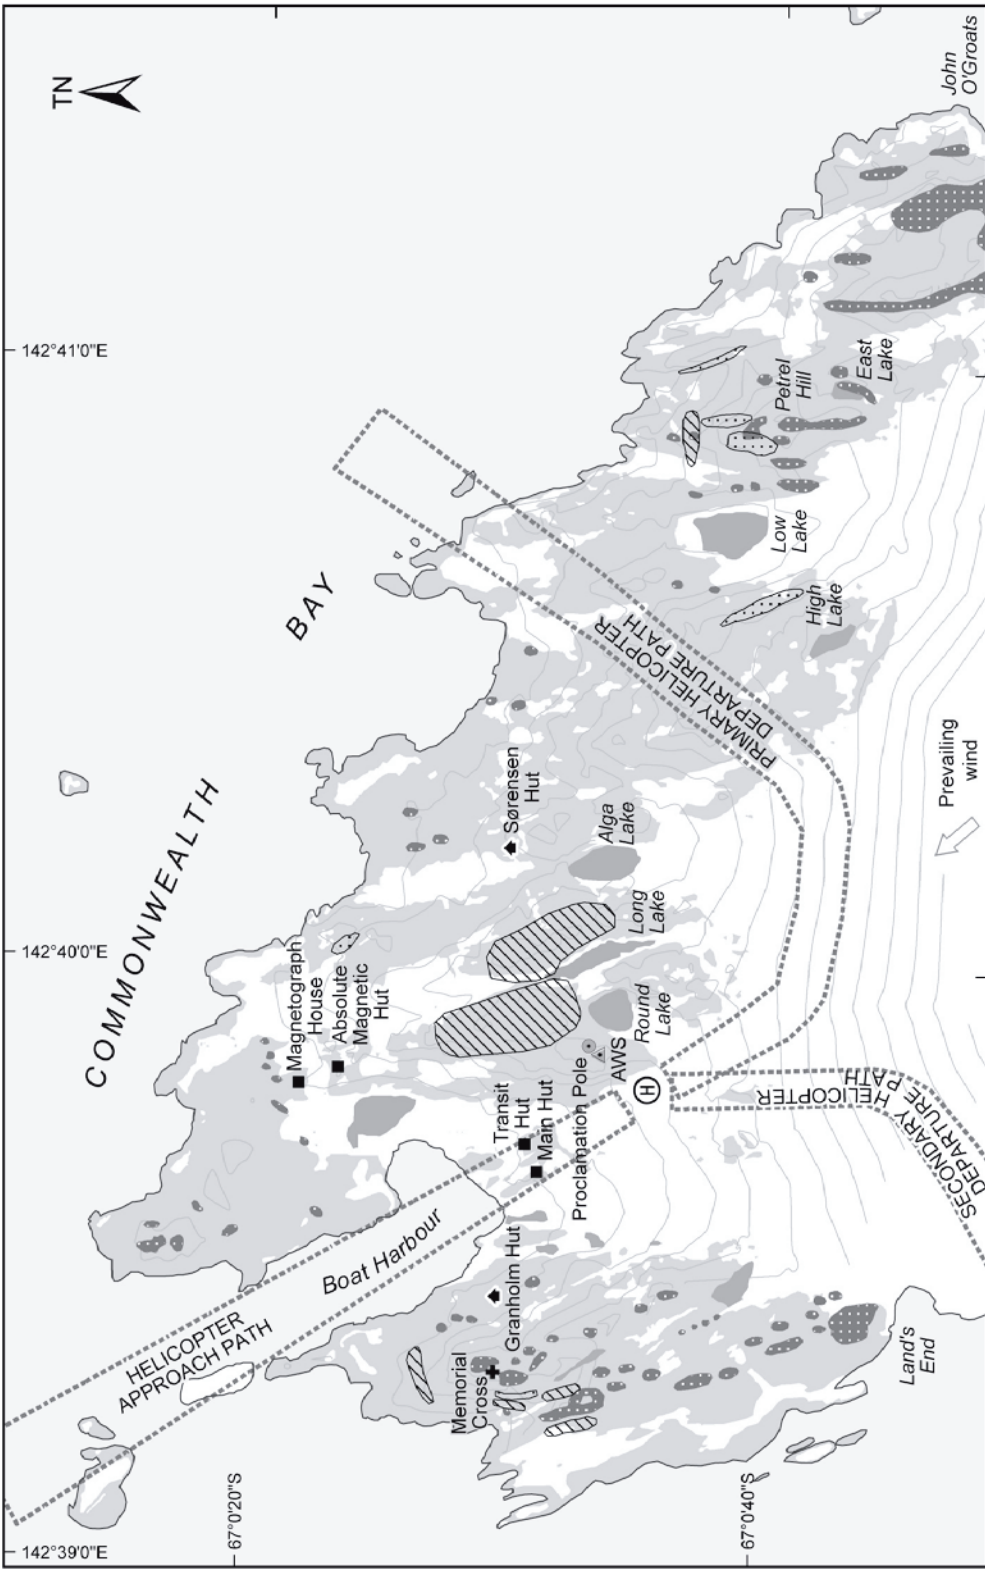 TN
142°41'0"E
142°40'0"E
142°39'0"E
67°0'20"S
67°0'40"S
COMMONWEALTH
BAY
John
O'Groats
Petrel
Hill
East
Lake
Low
Lake
High
Lake
PRIMARY HELICOPTER
DEPARTURE PATH
Prevailing
wind
Sørensen
Hut
Alga
Lake
Long
Lake
Round
Lake
Magnetograph
House
Absolute
Magnetic
Hut
AWS
Proclamation Pole
H
Transit
Hut
Main Hut
SECONDARY HELICOPTER
DEPARTURE PATH
Boat Harbour
HELICOPTER
APPROACH PATH
Granholm Hut
Memorial
Cross
Land's
End